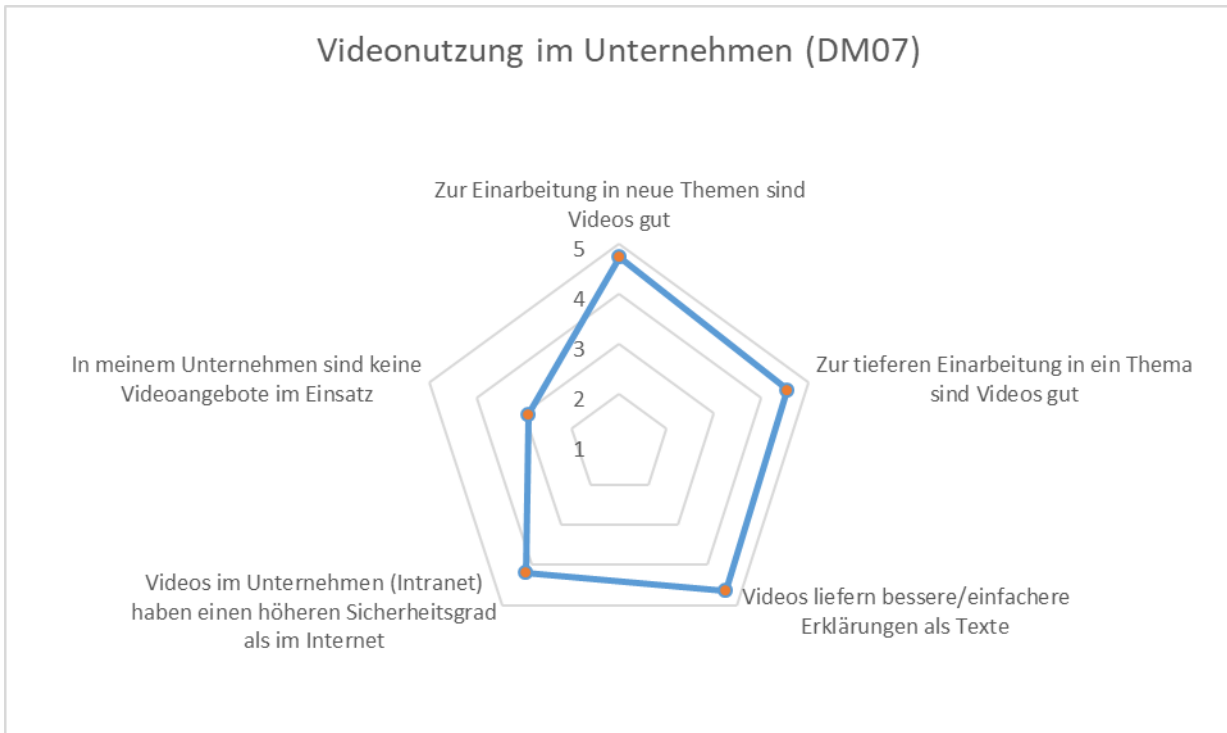 Videonutzung im Unternehmen (DM07)
Zur Einarbeitung in neue Themen sind
Videos gut
5
4
3
2
1
Zur tieferen Einarbeitung in ein Thema
sind Videos gut
Videos liefern bessere/einfachere
Erklärungen als Texte
Videos im Unternehmen (Intranet)
haben einen höheren Sicherheitsgrad
als im Internet
In meinem Unternehmen sind keine
Videoangebote im Einsatz